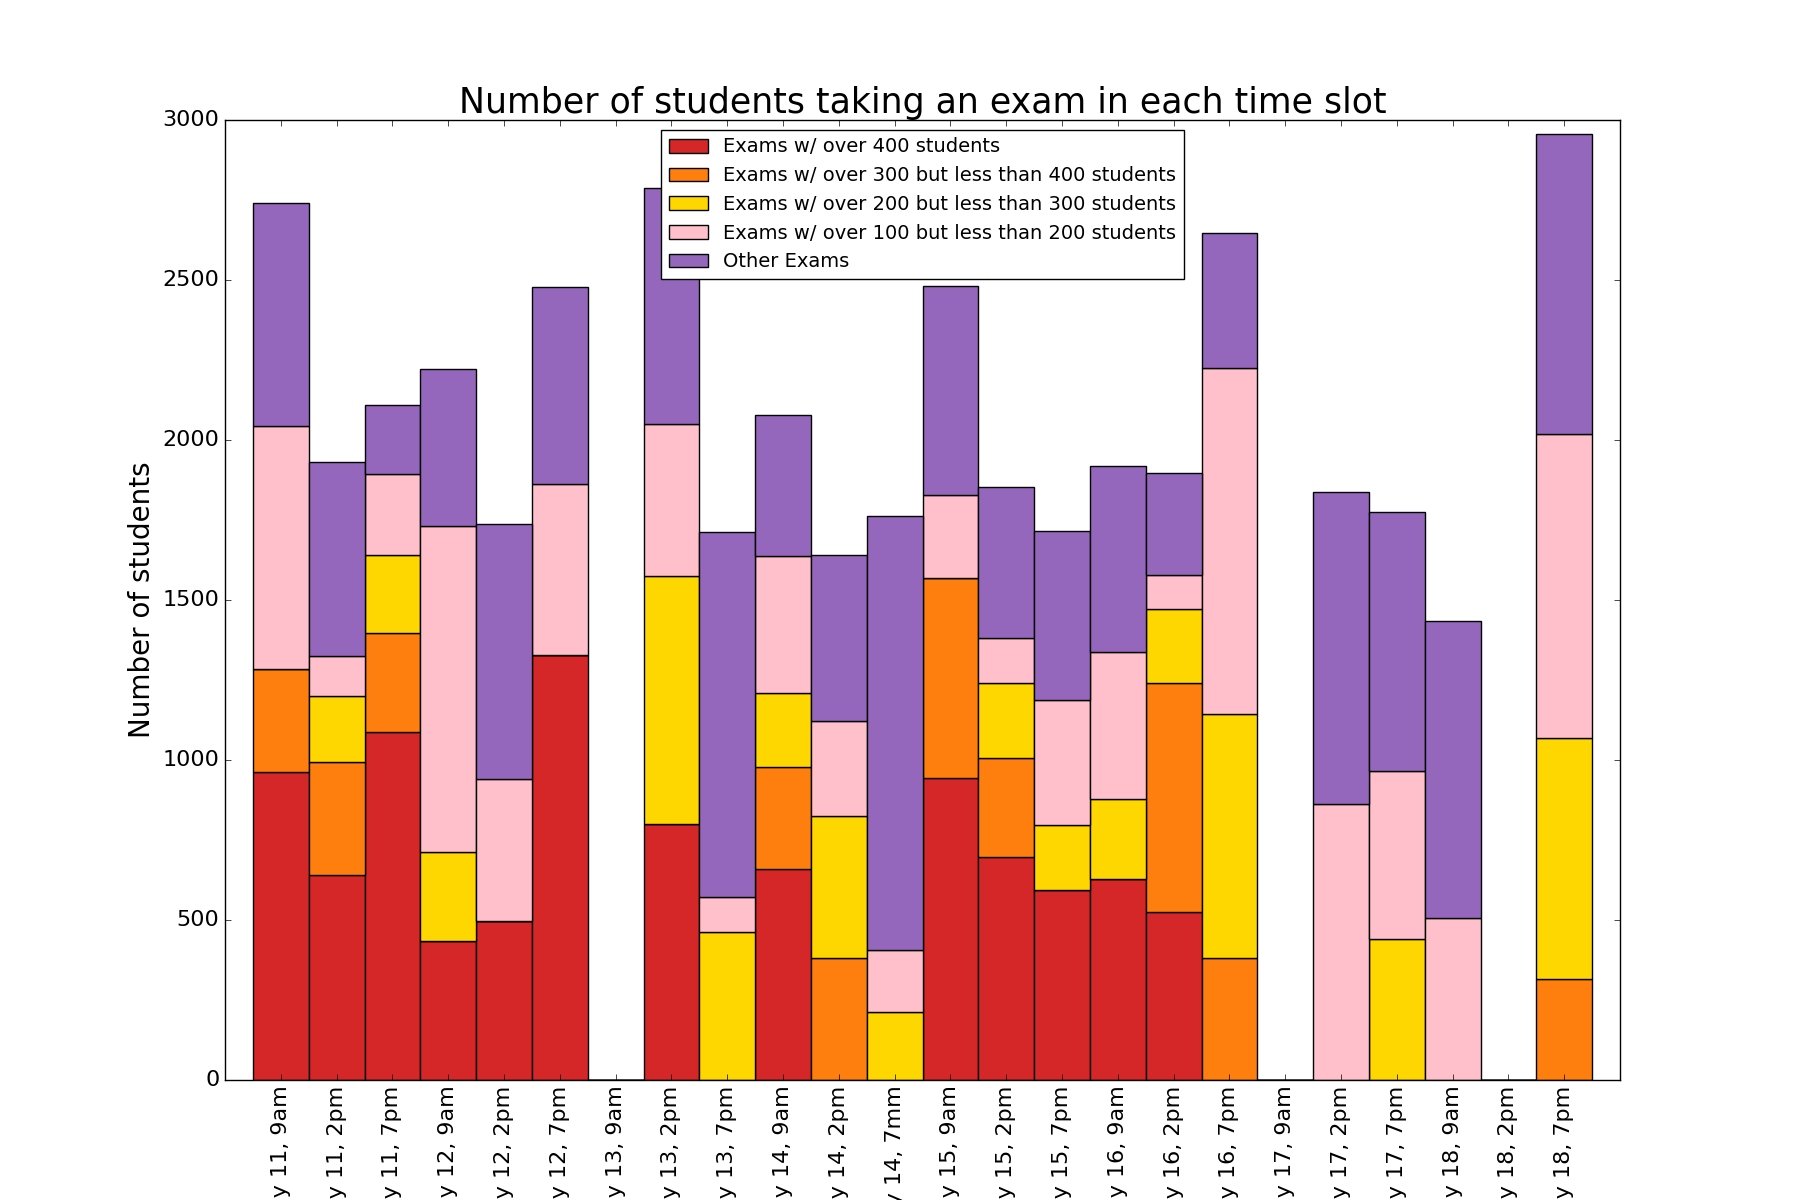 Number of students taking an exam in each time slot
Exams w/ over 400 students
Exams w/ over 300 but less than 400 students
Exams w/ over 200 but less than 300 students
Exams w/ over 100 but less than 200 students
Other Exams
Number of students
3000
2500
2000
1500
1000
500
0
y 11, 9am
y 11, 2pm
y 11, 7pm
y 12, 9am
y 12, 2pm
y 12, 7pm
y 13, 9am
y 13, 2pm
y 13, 7pm
y 14, 9am
y 14, 2pm
y 14, 7mm
y 15, 9am
y 15, 2pm
y 15, 7pm
y 16, 9am
y 16, 2pm
y 16, 7pm
y 17, 9am
y 17, 2pm
y 17, 7pm
y 18, 9am
y 18, 2pm
y 18, 7pm